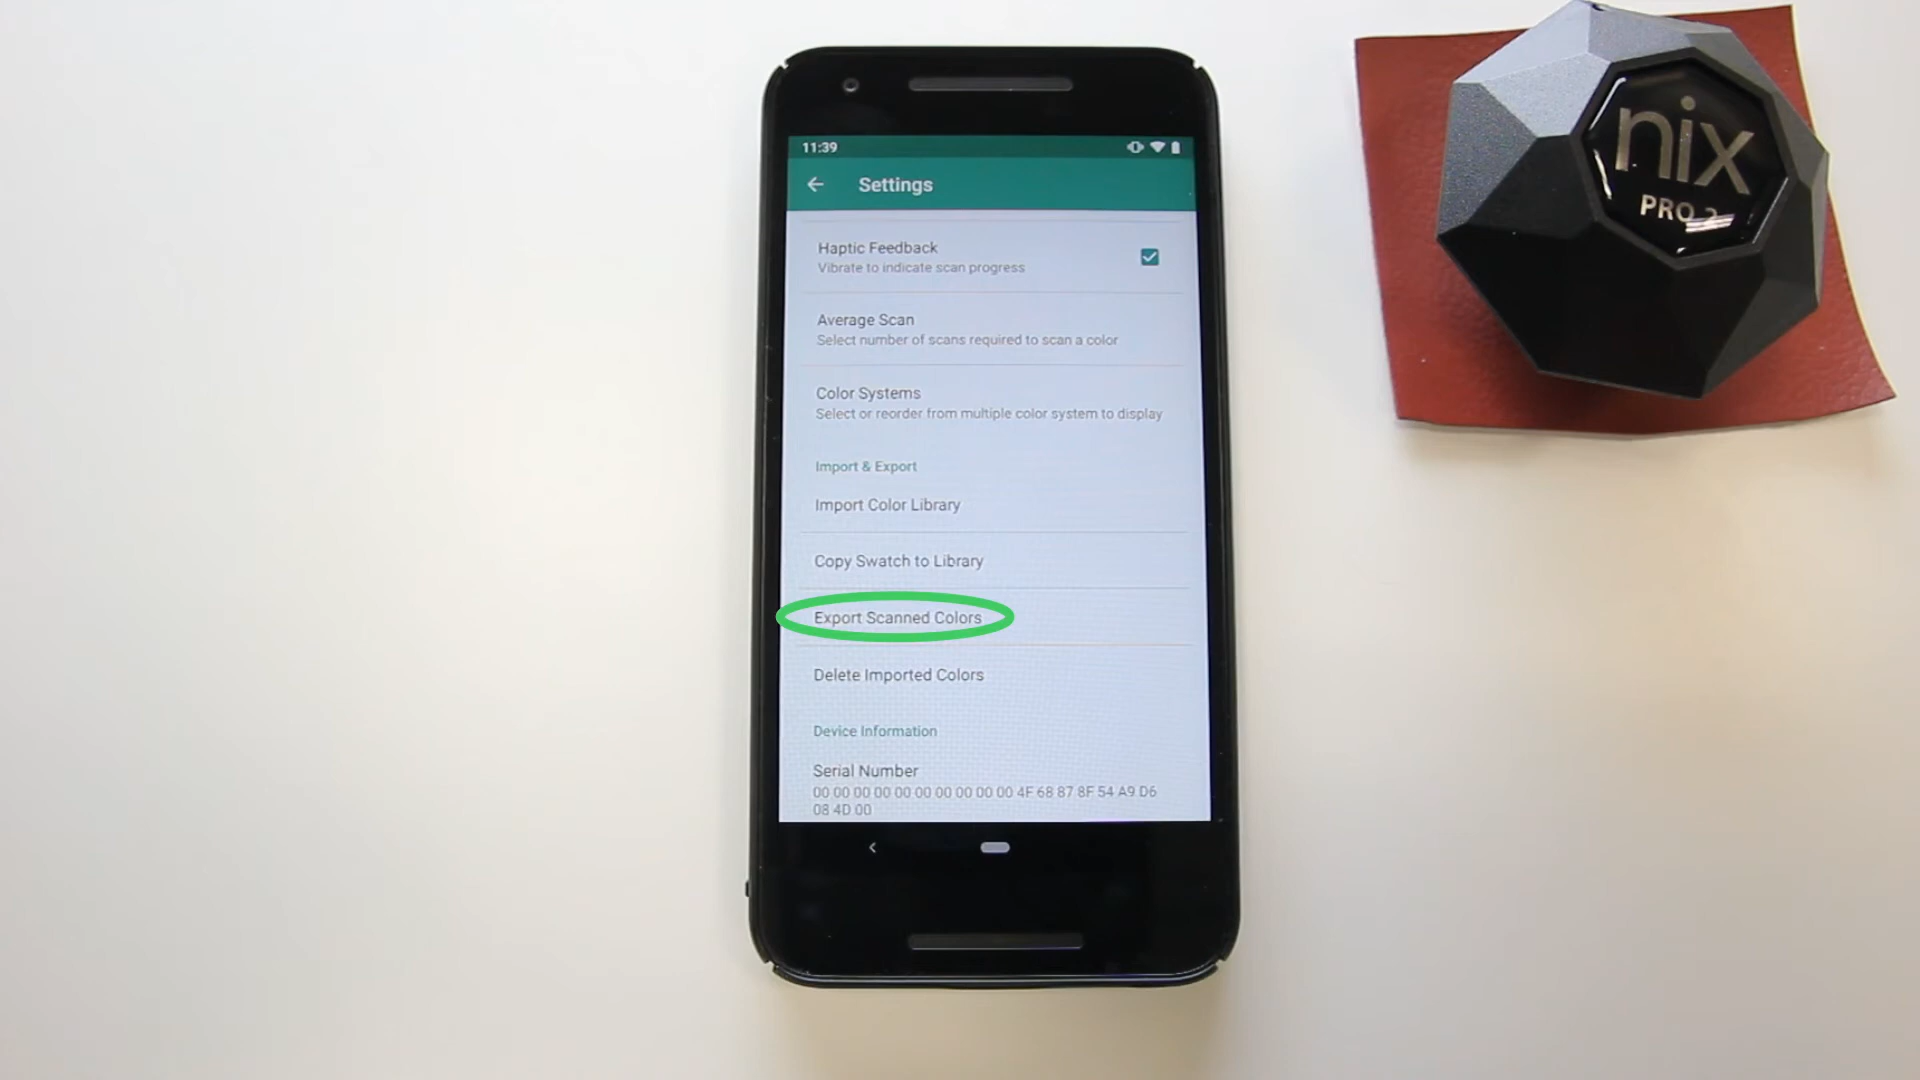 11:39
Settings
Haptic Feedback
Vibrate to indicate scan progress
Average Scan
Select number of scans required to scan a color
Color Systems
Select or reorder from multiple color system to display
Import & Export
Import Color Library
Copy Swatch to Library
Export Scanned Colors
Delete Imported Colors
Device Information
Serial Number
00 00 00 00 00 00 00 00 00 00 4F 68 87 8F 54 A9 D6
08 4D 00
nix
PRO 2